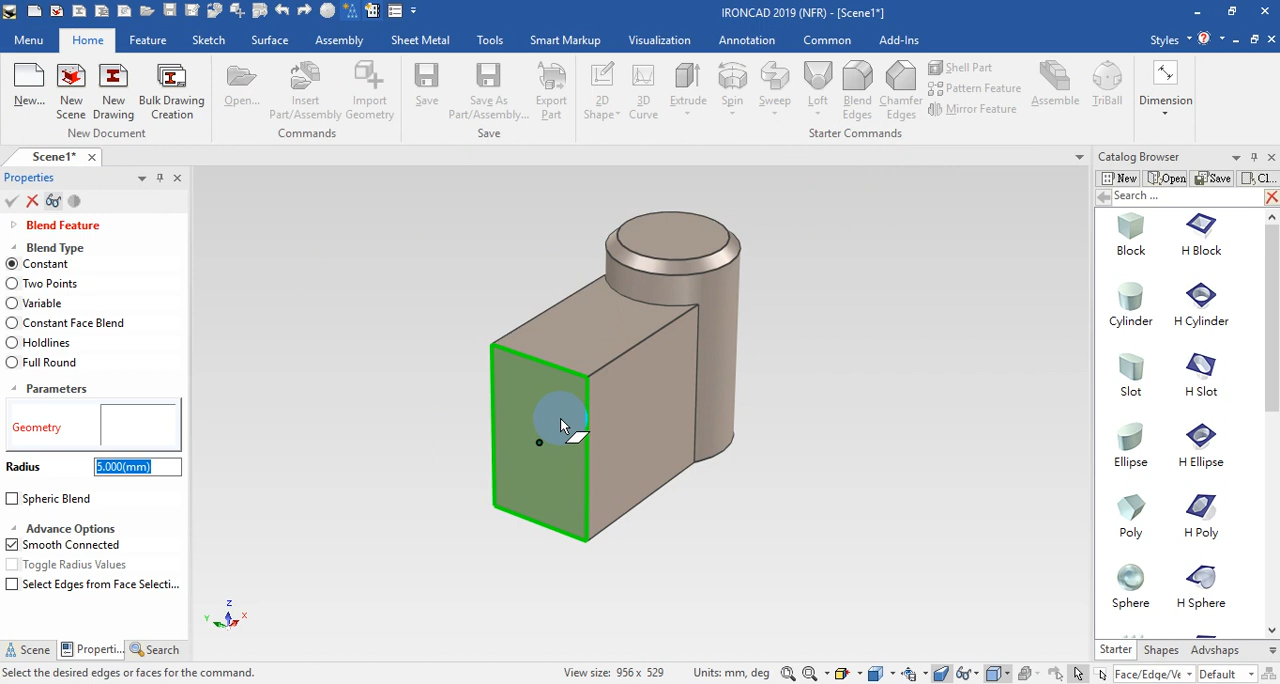 IRONCAD 2019 (NFR) - [Scene1*]
Menu Home Feature Sketch Surface Assembly Sheet Metal Tools Smart Markup Visualization Annotation Common Add-Ins Styles
New... New Scene New Drawing Bulk Drawing Creation
New Document
Open... Insert Part/Assembly Import Geometry
Commands
Save Save As Part/Assembly... Export Part
Save
2D Shape 3D Curve Extrude Spin Sweep Loft Blend Edges Chamfer Edges
Shell Part
Pattern Feature
Mirror Feature
Assemble TriBall
Starter Commands
Dimension
Scene1*
Properties
Blend Feature
Blend Type
Constant
Two Points
Variable
Constant Face Blend
Holdlines
Full Round
Parameters
Geometry
Radius 5.000(mm)
Spheric Blend
Advance Options
Smooth Connected
Toggle Radius Values
Select Edges from Face Selecti...
Scene Properti... Search
Z
Y X
Catalog Browser
New Open Save Cl...
Search ...
Block H Block
Cylinder H Cylinder
Slot H Slot
Ellipse H Ellipse
Poly H Poly
Sphere H Sphere
Starter Shapes Advshaps
Select the desired edges or faces for the command. View size: 956 x 529 Units: mm, deg Face/Edge/Ve Default